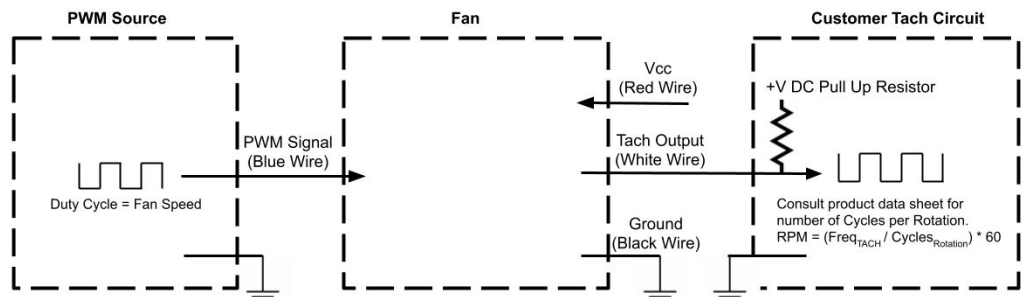 PWM Source
Fan
Customer Tach Circuit
Vcc
(Red Wire)
+V DC Pull Up Resistor
PWM Signal
(Blue Wire)
Tach Output
(White Wire)
Duty Cycle = Fan Speed
Consult product data sheet for
number of Cycles per Rotation.
RPM = (Freq_TACH / Cycles_Rotation) * 60
Ground
(Black Wire)